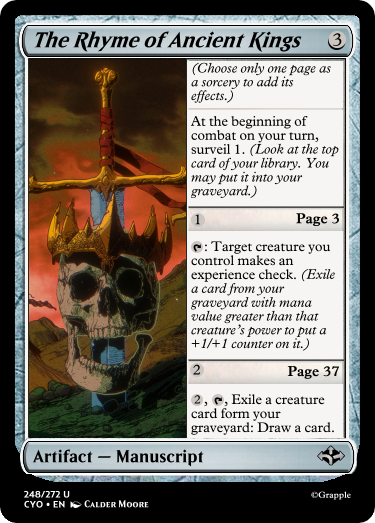 The Rhyme of Ancient Kings 3
(Choose only one page as
a sorcery to add its
effects.)
At the beginning of
combat on your turn,
surveil 1. (Look at the top
card of your library. You
may put it into your
graveyard.)
1 Page 3
: Target creature you
control makes an
experience check. (Exile
a card from your
graveyard with mana
value greater than that
creature's power to put a
+1/+1 counter on it.)
2 Page 37
2, , Exile a creature
card form your
graveyard: Draw a card.
Artifact — Manuscript
248/272 U
CYO • EN Calder Moore
©Grapple